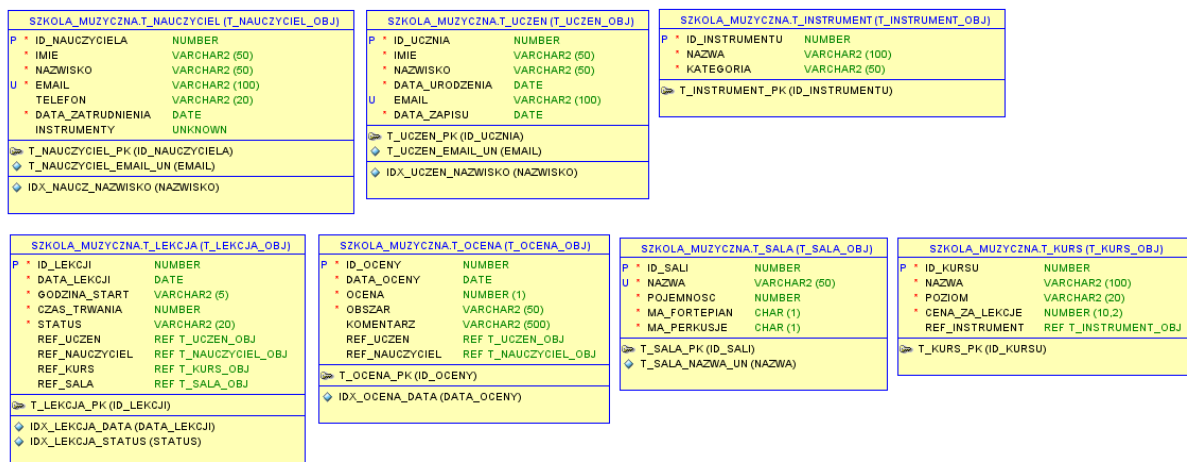 SZKOLA_MUZYCZNA.T_NAUCZYCIEL (T_NAUCZYCIEL_OBJ)
P * ID_NAUCZYCIELA NUMBER
* IMIE VARCHAR2 (50)
* NAZWISKO VARCHAR2 (50)
U * EMAIL VARCHAR2 (100)
TELEFON VARCHAR2 (20)
* DATA_ZATRUDNIENIA DATE
INSTRUMENTY UNKNOWN
T_NAUCZYCIEL_PK (ID_NAUCZYCIELA)
T_NAUCZYCIEL_EMAIL_UN (EMAIL)
IDX_NAUCZ_NAZWISKO (NAZWISKO)
SZKOLA_MUZYCZNA.T_UCZEN (T_UCZEN_OBJ)
P * ID_UCZNIA NUMBER
* IMIE VARCHAR2 (50)
* NAZWISKO VARCHAR2 (50)
* DATA_URODZENIA DATE
U EMAIL VARCHAR2 (100)
* DATA_ZAPISU DATE
T_UCZEN_PK (ID_UCZNIA)
T_UCZEN_EMAIL_UN (EMAIL)
IDX_UCZEN_NAZWISKO (NAZWISKO)
SZKOLA_MUZYCZNA.T_INSTRUMENT (T_INSTRUMENT_OBJ)
P * ID_INSTRUMENTU NUMBER
* NAZWA VARCHAR2 (100)
* KATEGORIA VARCHAR2 (50)
T_INSTRUMENT_PK (ID_INSTRUMENTU)
SZKOLA_MUZYCZNA.T_LEKCJA (T_LEKCJA_OBJ)
P * ID_LEKCJI NUMBER
* DATA_LEKCJI DATE
* GODZINA_START VARCHAR2 (5)
* CZAS_TRWANIA NUMBER
* STATUS VARCHAR2 (20)
REF_UCZEN REF T_UCZEN_OBJ
REF_NAUCZYCIEL REF T_NAUCZYCIEL_OBJ
REF_KURS REF T_KURS_OBJ
REF_SALA REF T_SALA_OBJ
T_LEKCJA_PK (ID_LEKCJI)
IDX_LEKCJA_DATA (DATA_LEKCJI)
IDX_LEKCJA_STATUS (STATUS)
SZKOLA_MUZYCZNA.T_OCENA (T_OCENA_OBJ)
P * ID_OCENY NUMBER
* DATA_OCENY DATE
* OCENA NUMBER (1)
* OBSZAR VARCHAR2 (50)
KOMENTARZ VARCHAR2 (500)
REF_UCZEN REF T_UCZEN_OBJ
REF_NAUCZYCIEL REF T_NAUCZYCIEL_OBJ
T_OCENA_PK (ID_OCENY)
IDX_OCENA_DATA (DATA_OCENY)
SZKOLA_MUZYCZNA.T_SALA (T_SALA_OBJ)
P * ID_SALI NUMBER
U * NAZWA VARCHAR2 (50)
* POJEMNOSC NUMBER
* MA_FORTEPIAN CHAR (1)
* MA_PERKUSJE CHAR (1)
T_SALA_PK (ID_SALI)
T_SALA_NAZWA_UN (NAZWA)
SZKOLA_MUZYCZNA.T_KURS (T_KURS_OBJ)
P * ID_KURSU NUMBER
* NAZWA VARCHAR2 (100)
* POZIOM VARCHAR2 (20)
* CENA_ZA_LEKCJE NUMBER (10,2)
REF_INSTRUMENT REF T_INSTRUMENT_OBJ
T_KURS_PK (ID_KURSU)